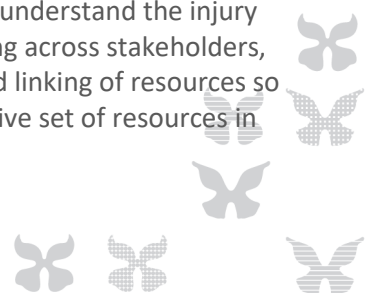 understand the injury
ng across stakeholders,
d linking of resources so
ive set of resources in